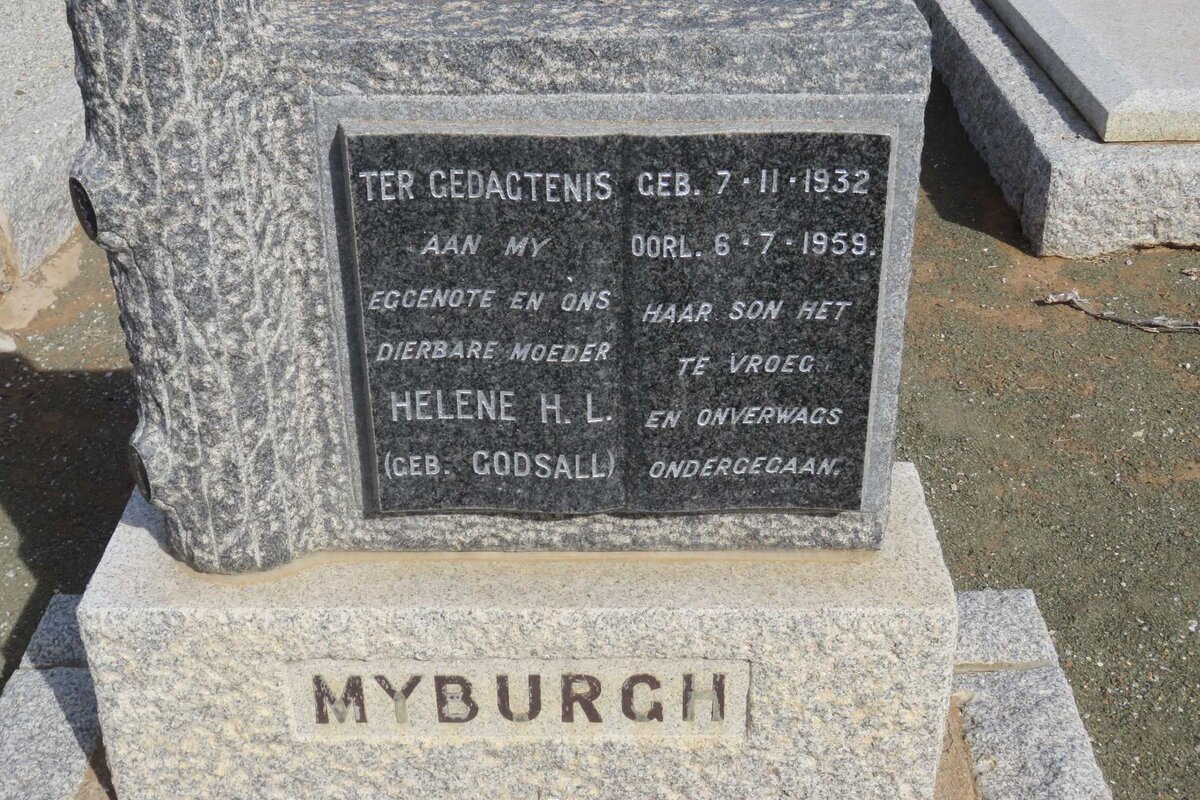 TER GEDAGTENIS
AAN MY
EGGENOTE EN ONS
DIERBARE MOEDER
HELENE H. L.
(GEB. GODSALL)
GEB. 7-11-1932
OORL. 6-7-1959.
HAAR SON HET
TE VROEG
EN ONVERWAGS
ONDERGEGAAN.
MYBURGH